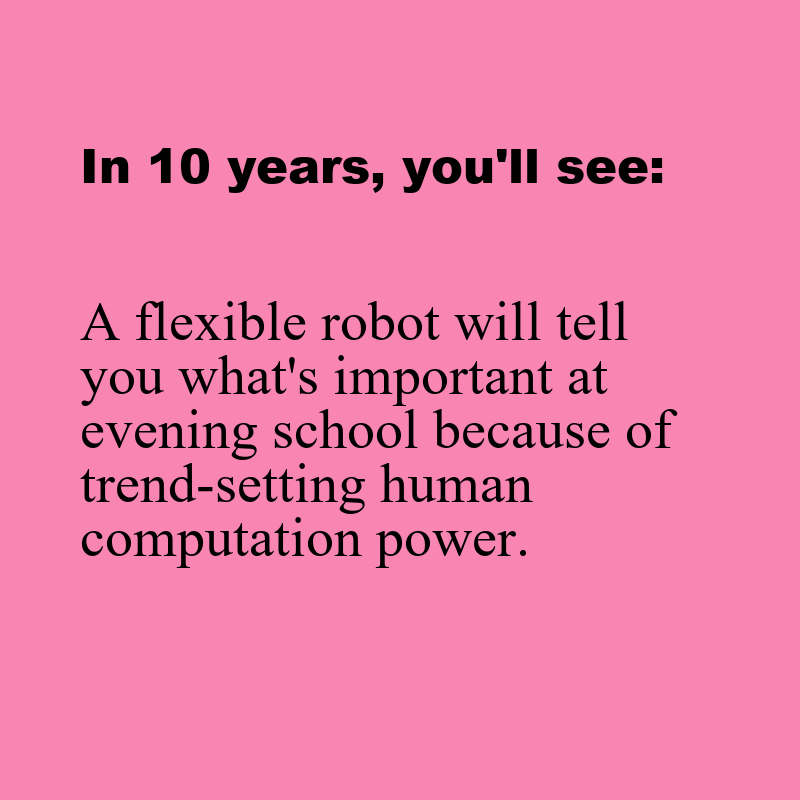 In 10 years, you'll see:
A flexible robot will tell
you what's important at
evening school because of
trend-setting human
computation power.